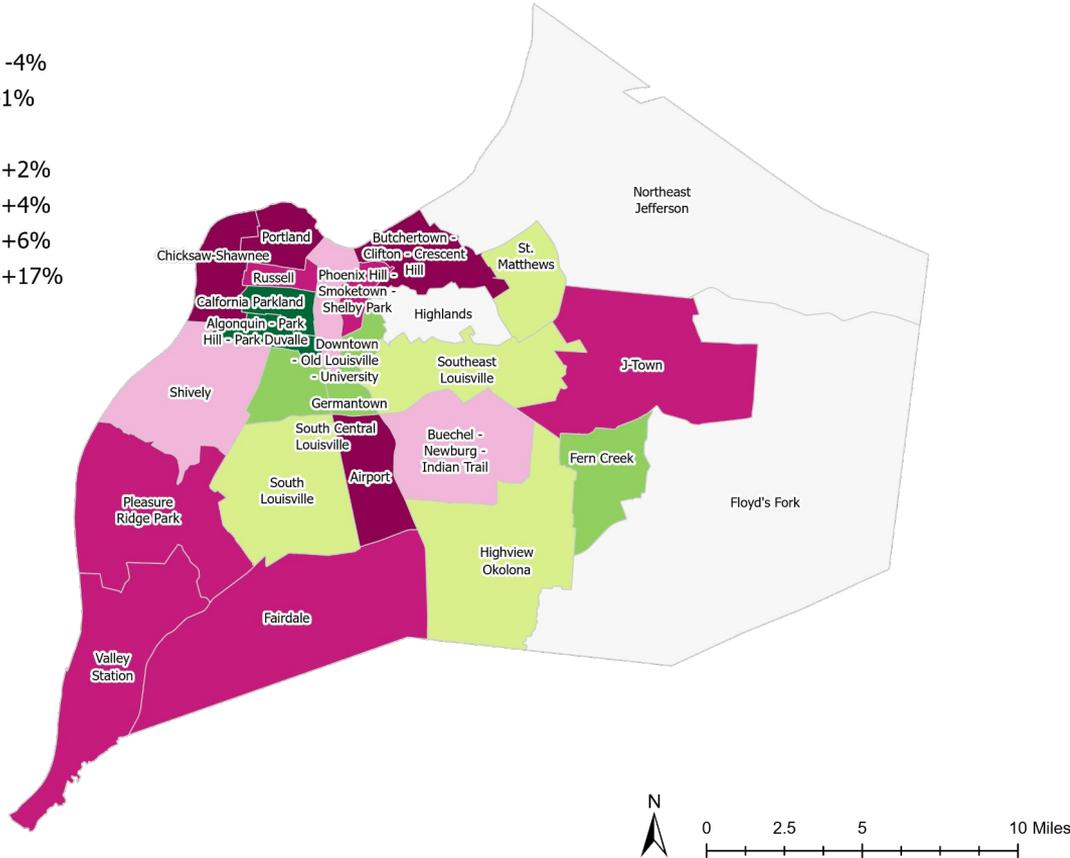 -4%
1%
+2%
+4%
+6%
+17%
Northeast
Jefferson
Portland
Butchertown -
Clifton - Crescent
Hill
St.
Matthews
Chicksaw-Shawnee
Russell
Phoenix Hill -
Smoketown -
Shelby Park
Calfornia Parkland
Highlands
Algonquin - Park
Hill - Park Duvalle
Downtown
- Old Louisville
- University
Southeast
Louisville
J-Town
Shively
Germantown
South Central
Louisville
Buechel -
Newburg -
Indian Trail
Fern Creek
Airport
South
Louisville
Pleasure
Ridge Park
Floyd's Fork
Highview
Okolona
Fairdale
Valley
Station
N
0 2.5 5 10 Miles